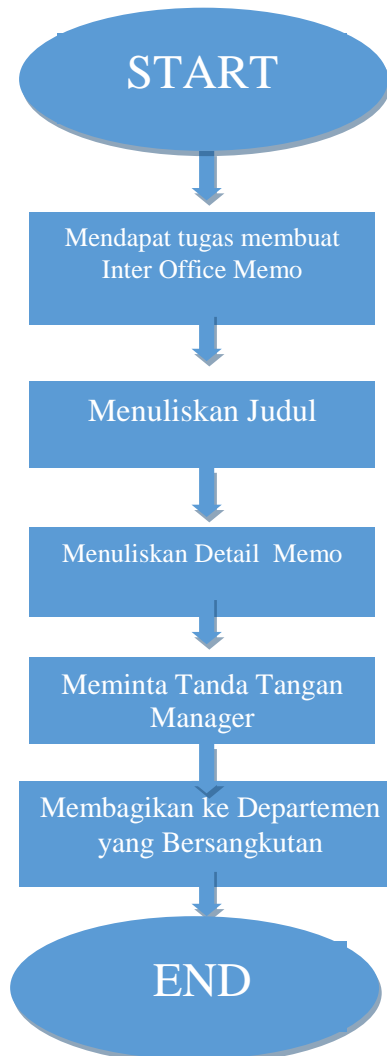 START
Mendapat tugas membuat
Inter Office Memo
Menuliskan Judul
Menuliskan Detail Memo
Meminta Tanda Tangan
Manager
Membagikan ke Departemen
yang Bersangkutan
END